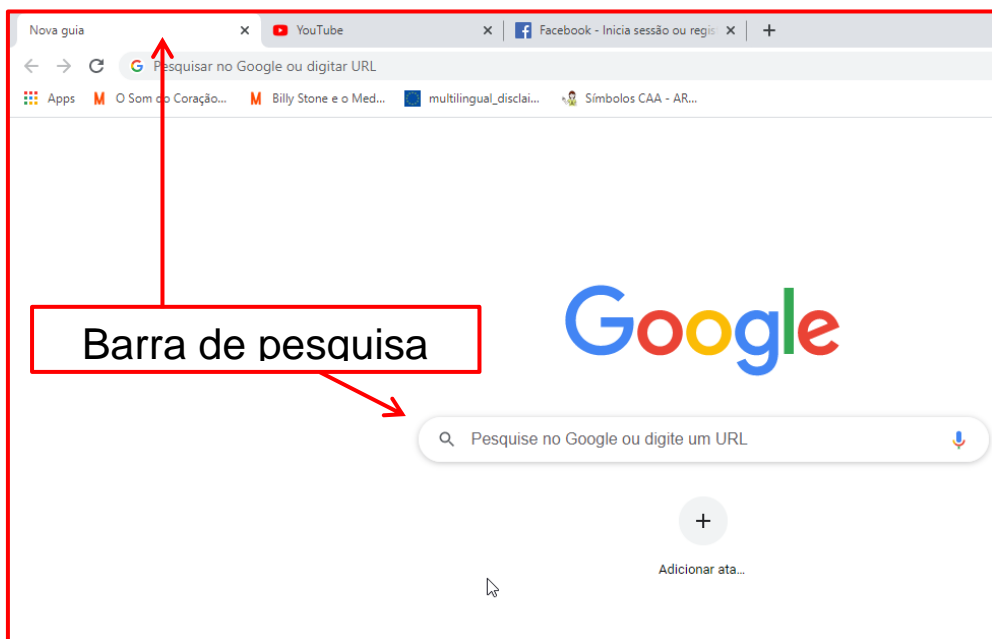 Nova guia YouTube Facebook - Inicia sessão ou regis
Pesquisar no Google ou digitar URL
Apps O Som do Coração... Billy Stone e o Med... multilingual_disclai... Símbolos CAA - AR...
Google
Barra de pesquisa
Pesquise no Google ou digite um URL
Adicionar ata...